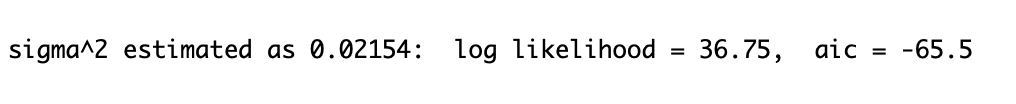 sigma^2 estimated as 0.02154:  log likelihood = 36.75,  aic = -65.5